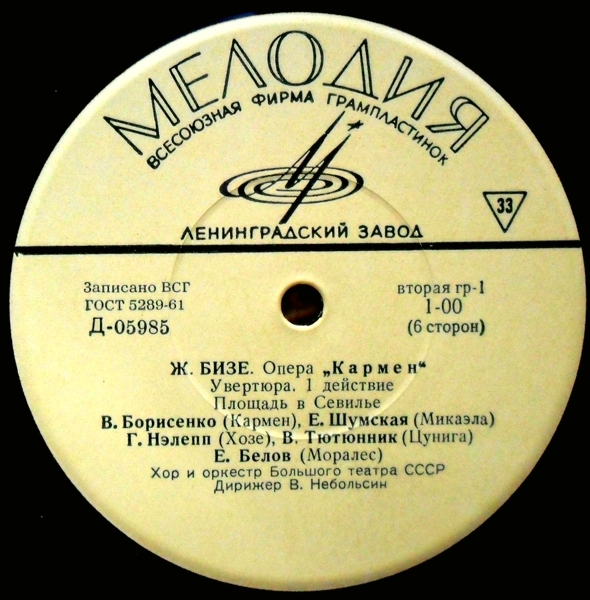 МЕЛОДИЯ
ВСЕСОЮЗНАЯ ФИРМА ГРАМПЛАСТИНОК
33
ЛЕНИНГРАДСКИЙ ЗАВОД
Записано ВСГ
ГОСТ 5289-61
Д-05985
вторая гр-1
1-00
(6 сторон)
Ж. БИЗЕ. Опера „Кармен“
Увертюра. 1 действие
Площадь в Севилье
В. Борисенко (Кармен), Е. Шумская (Микаэла)
Г. Нэлепп (Хозе), В. Тютюнник (Цунига)
Е. Белов (Моралес)
Хор и оркестр Большого театра СССР
Дирижер В. Небольсин